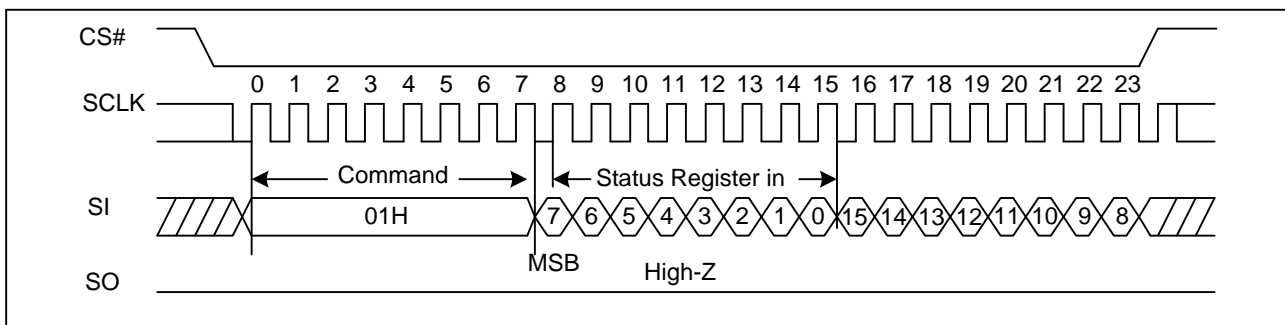 CS#
0 1 2 3 4 5 6 7 8 9 10 11 12 13 14 15 16 17 18 19 20 21 22 23
SCLK
Command Status Register in
SI 01H 7 6 5 4 3 2 1 0 15 14 13 12 11 10 9 8
MSB High-Z
SO